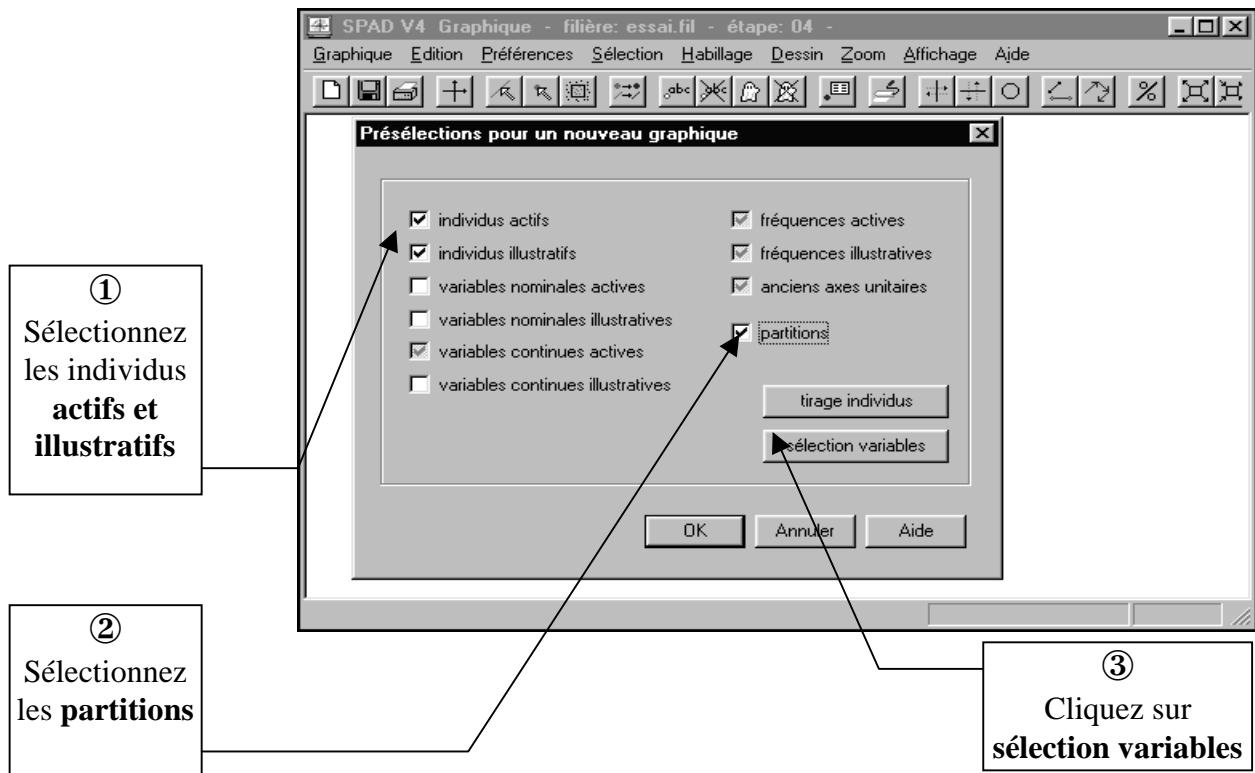 SPAD V4 Graphique - filière: essai.fil - étape: 04 -
Graphique Edition Préférences Sélection Habillage Dessin Zoom Affichage Aide
abc abc %
Présélections pour un nouveau graphique
individus actifs
individus illustratifs
variables nominales actives
variables nominales illustratives
variables continues actives
variables continues illustratives
fréquences actives
fréquences illustratives
anciens axes unitaires
partitions
tirage individus
sélection variables
OK Annuler Aide
①
Sélectionnez
les individus
actifs et
illustratifs
②
Sélectionnez
les partitions
③
Cliquez sur
sélection variables